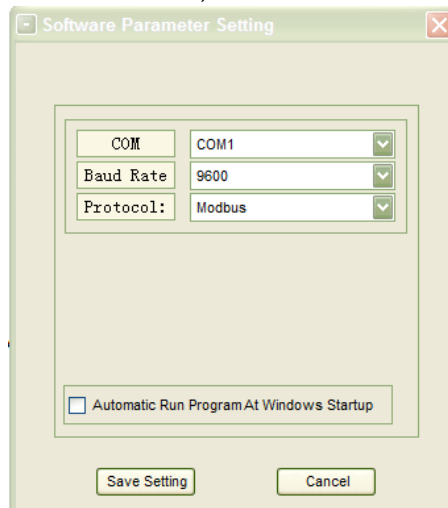 Software Parameter Setting
COM COM1
Baud Rate 9600
Protocol: Modbus
Automatic Run Program At Windows Startup
Save Setting Cancel